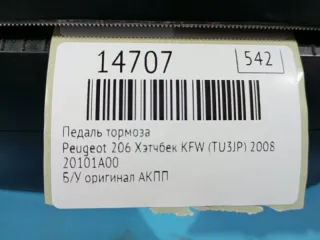 14707
542
Педаль тормоза
Peugeot 206 Хэтчбек KFW (TU3JP) 2008
20101A00
Б/У оригинал АКПП